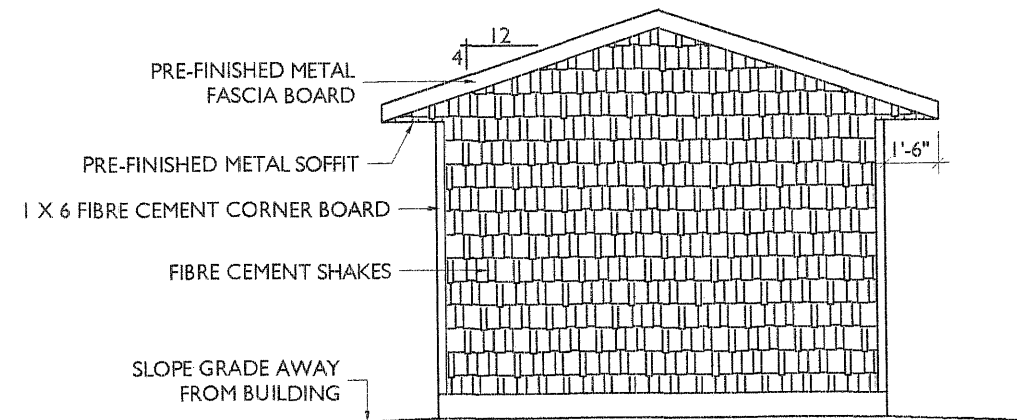 12
4
PRE-FINISHED METAL
FASCIA BOARD
1'-6"
PRE-FINISHED METAL SOFFIT
1 X 6 FIBRE CEMENT CORNER BOARD
FIBRE CEMENT SHAKES
SLOPE GRADE AWAY
FROM BUILDING